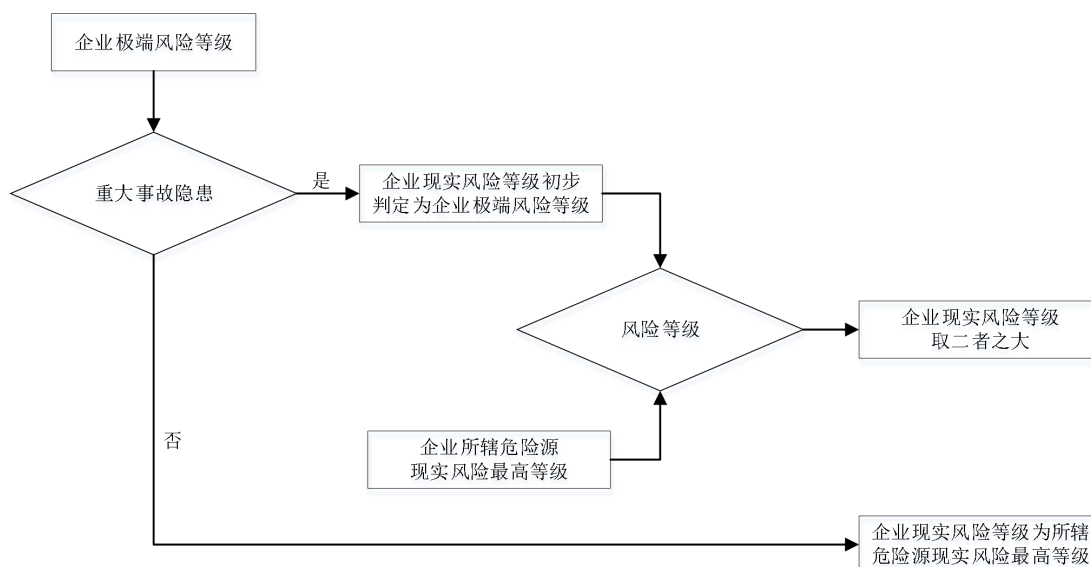 企业极端风险等级
重大事故隐患
是
企业现实风险等级初步
判定为企业极端风险等级
风险等级
企业现实风险等级
取二者之大
企业所辖危险源
现实风险最高等级
否
企业现实风险等级为所辖
危险源现实风险最高等级